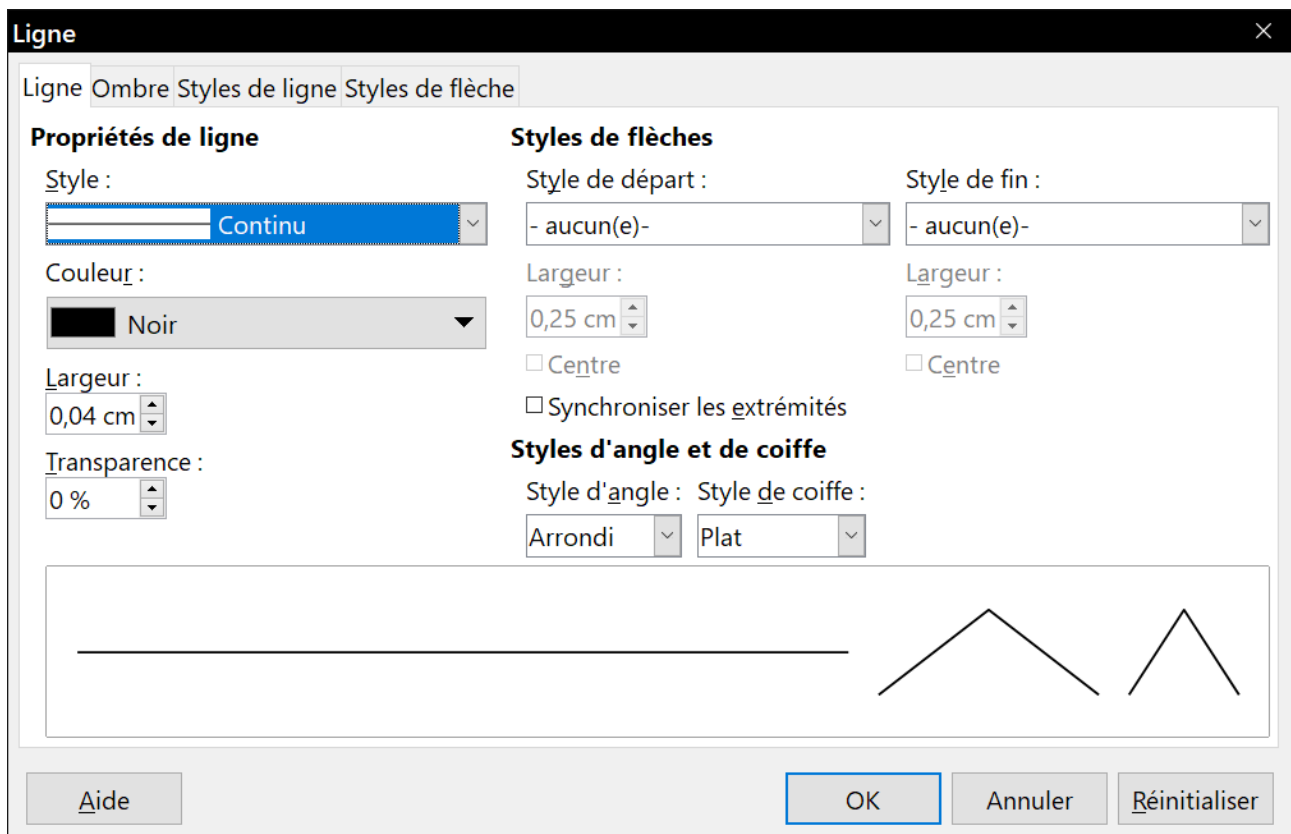 Ligne
Ligne Ombre Styles de ligne Styles de flèche
Propriétés de ligne
Style :
Continu
Couleur :
Noir
Largeur :
0,04 cm
Transparence :
0 %
Styles de flèches
Style de départ : Style de fin :
- aucun(e)- - aucun(e)-
Largeur : Largeur :
0,25 cm 0,25 cm
Centre Centre
Synchroniser les extrémités
Styles d'angle et de coiffe
Style d'angle : Style de coiffe :
Arrondi Plat
Aide OK Annuler Réinitialiser